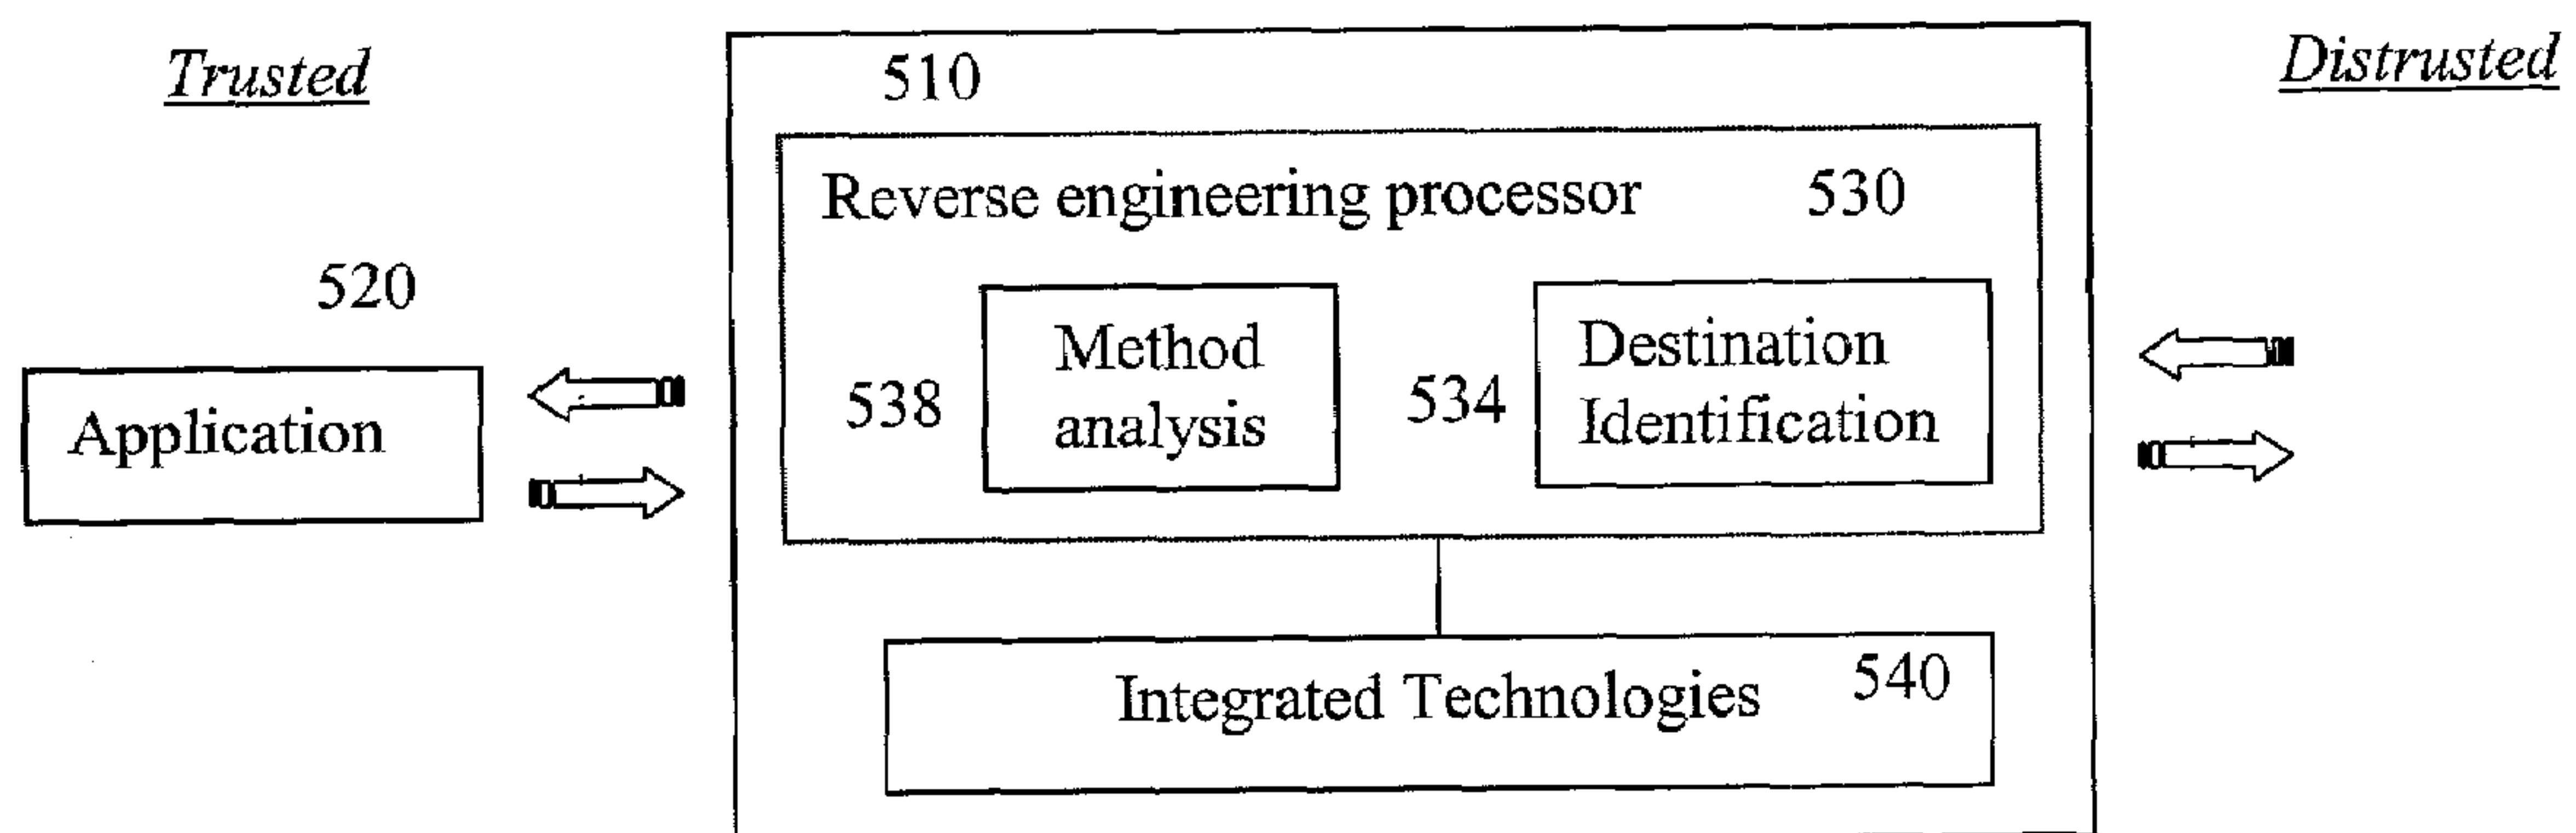 Trusted
510
Distrusted
Reverse engineering processor 530
520
Application
538
Method
analysis
534
Destination
Identification
Integrated Technologies 540